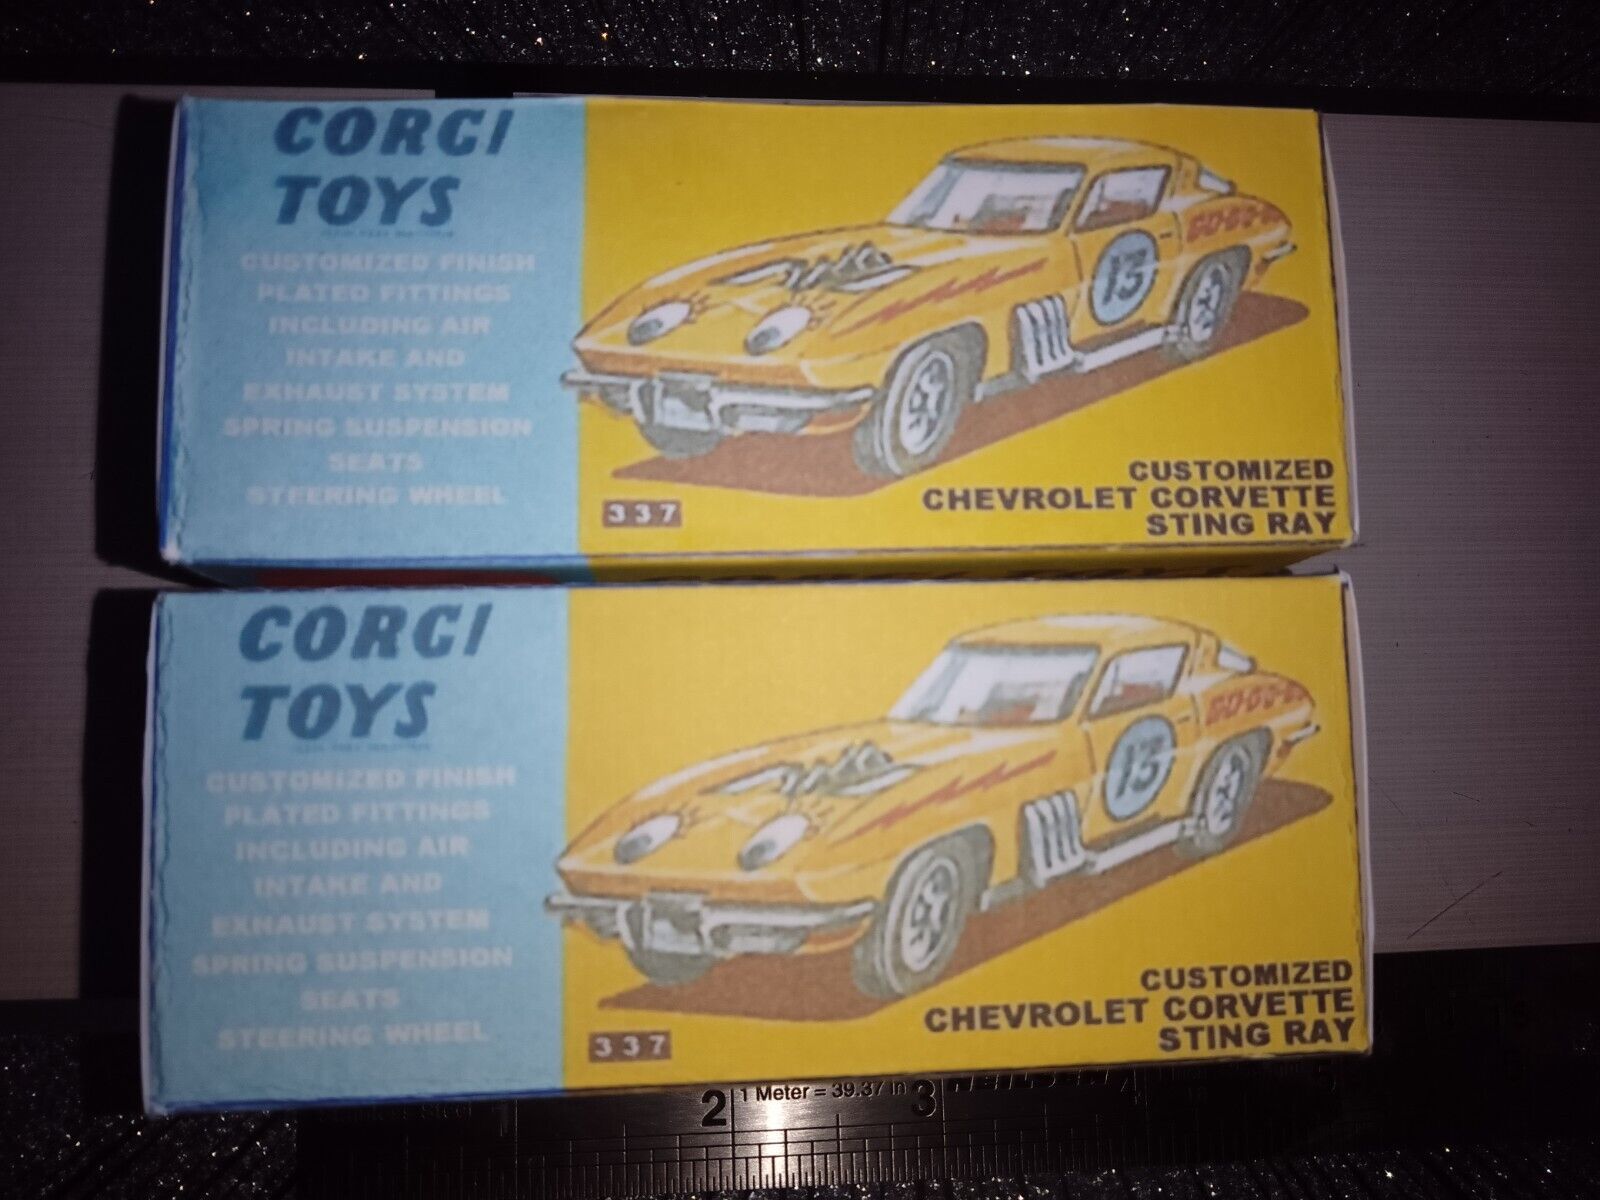 CORGI
TOYS
CUSTOMIZED FINISH
PLATED FITTINGS
INCLUDING AIR
INTAKE AND
EXHAUST SYSTEM
SPRING SUSPENSION
SEATS
STEERING WHEEL
13
337
CUSTOMIZED
CHEVROLET CORVETTE
STING RAY
CORGI
TOYS
CUSTOMIZED FINISH
PLATED FITTINGS
INCLUDING AIR
INTAKE AND
EXHAUST SYSTEM
SPRING SUSPENSION
SEATS
STEERING WHEEL
13
337
CUSTOMIZED
CHEVROLET CORVETTE
STING RAY
2 1 Meter = 39.37 in 3